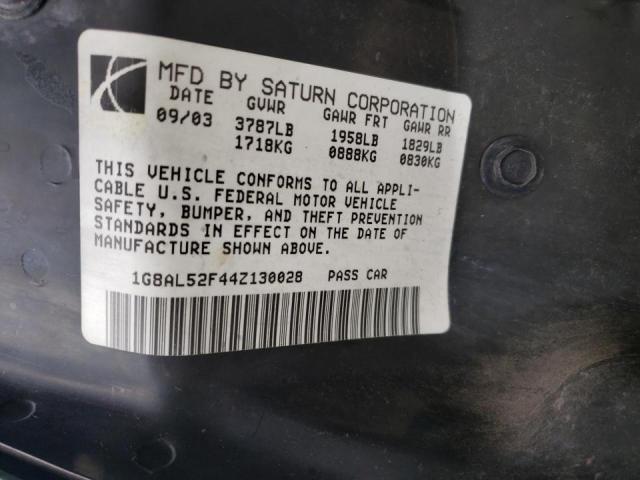 MFD BY SATURN CORPORATION
DATE GVWR GAWR FRT GAWR RR
09/03 3787LB 1958LB 1829LB
1718KG 0888KG 0830KG
THIS VEHICLE CONFORMS TO ALL APPLI-
CABLE U.S. FEDERAL MOTOR VEHICLE
SAFETY, BUMPER, AND THEFT PREVENTION
STANDARDS IN EFFECT ON THE DATE OF
MANUFACTURE SHOWN ABOVE.
1G8AL52F44Z130028 PASS CAR